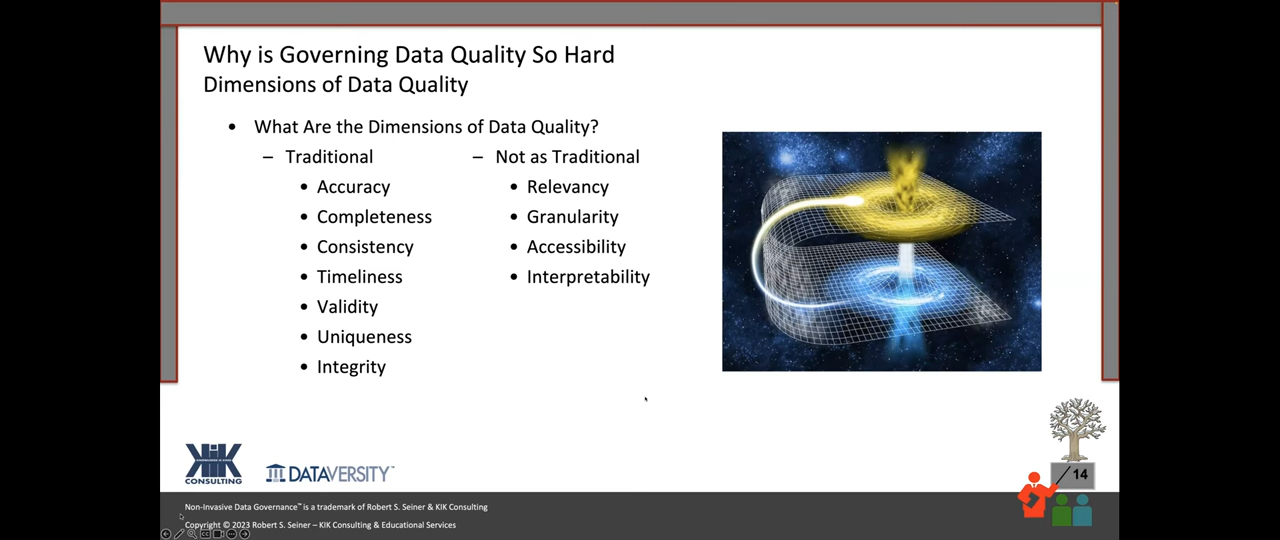 Why is Governing Data Quality So Hard
Dimensions of Data Quality
• What Are the Dimensions of Data Quality?
– Traditional
• Accuracy
• Completeness
• Consistency
• Timeliness
• Validity
• Uniqueness
• Integrity
– Not as Traditional
• Relevancy
• Granularity
• Accessibility
• Interpretability
KIK
CONSULTING
DATAVERSITY™
14
Non-Invasive Data Governance™ is a trademark of Robert S. Seiner & KIK Consulting
Copyright © 2023 Robert S. Seiner – KIK Consulting & Educational Services